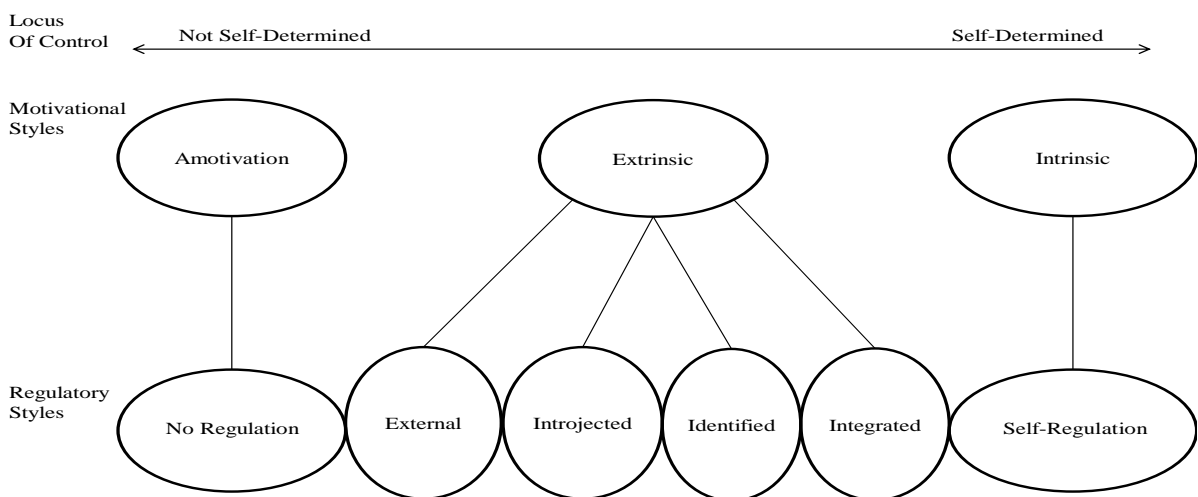 Locus
Of Control
Not Self-Determined
Self-Determined
Motivational
Styles
Amotivation
Extrinsic
Intrinsic
Regulatory
Styles
No Regulation
External
Introjected
Identified
Integrated
Self-Regulation